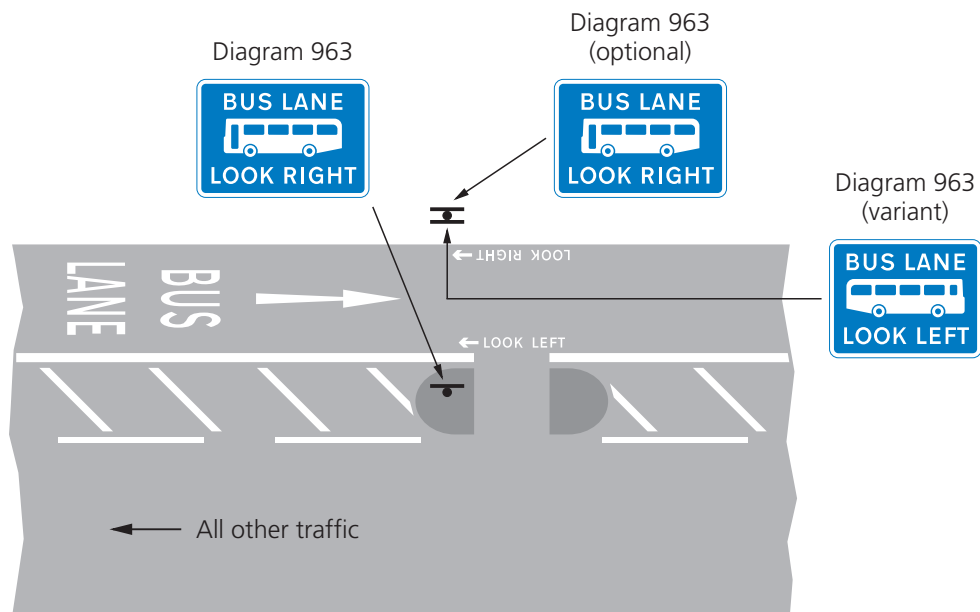 Diagram 963
BUS LANE
LOOK RIGHT
Diagram 963
(optional)
BUS LANE
LOOK RIGHT
Diagram 963
(variant)
BUS LANE
LOOK LEFT
LOOK RIGHT
BUS
LANE
LOOK LEFT
All other traffic